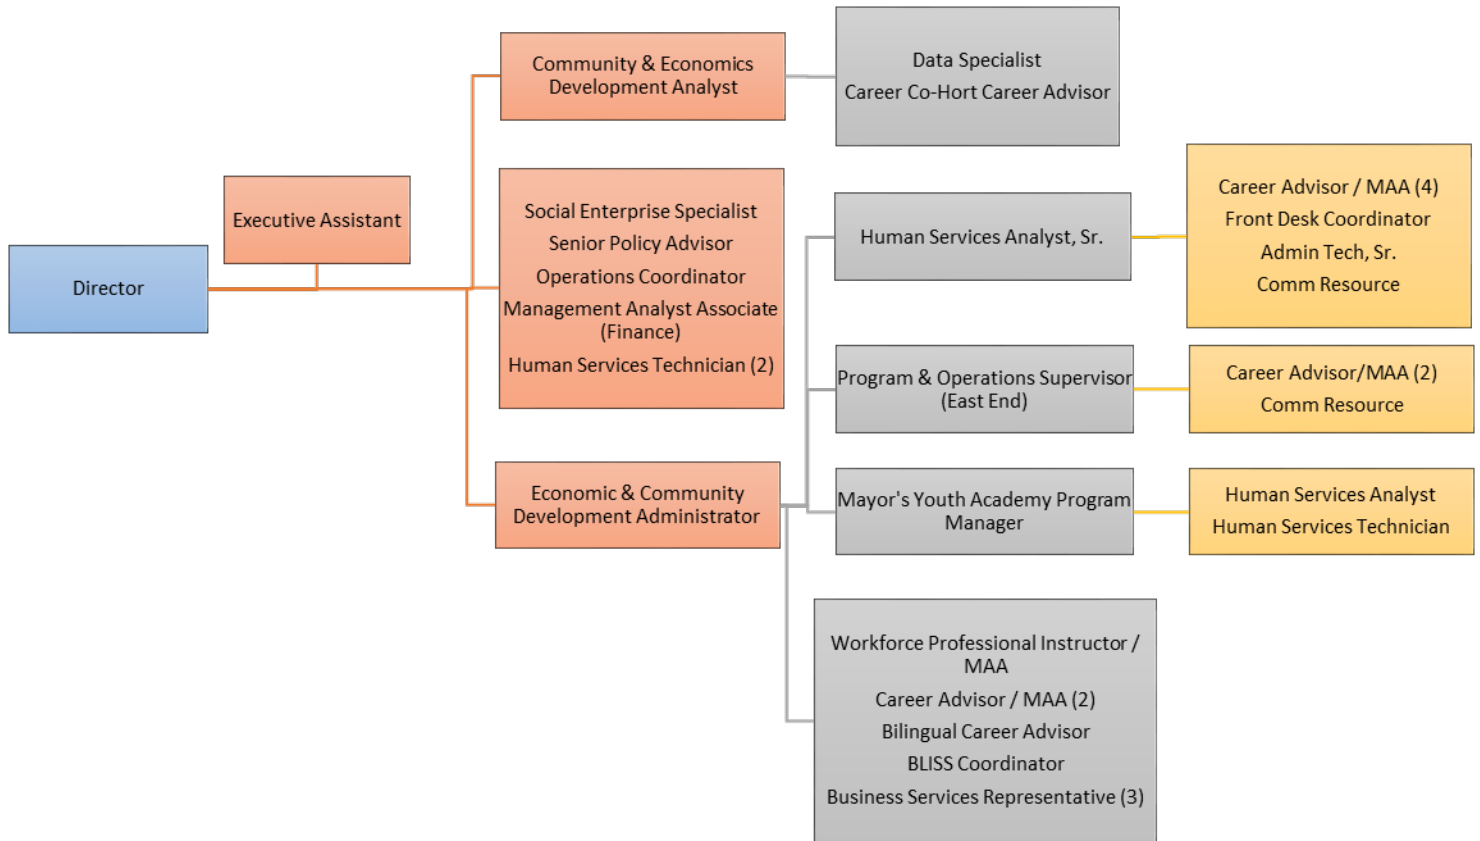 Director
Executive Assistant
Community & Economics
Development Analyst
Social Enterprise Specialist
Senior Policy Advisor
Operations Coordinator
Management Analyst Associate
(Finance)
Human Services Technician (2)
Economic & Community
Development Administrator
Data Specialist
Career Co-Hort Career Advisor
Human Services Analyst, Sr.
Program & Operations Supervisor
(East End)
Mayor's Youth Academy Program
Manager
Workforce Professional Instructor /
MAA
Career Advisor / MAA (2)
Bilingual Career Advisor
BLISS Coordinator
Business Services Representative (3)
Career Advisor / MAA (4)
Front Desk Coordinator
Admin Tech, Sr.
Comm Resource
Career Advisor/MAA (2)
Comm Resource
Human Services Analyst
Human Services Technician